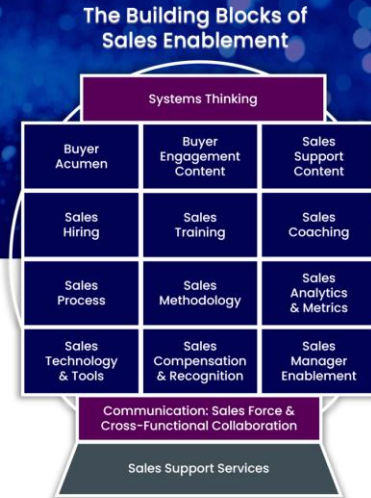 The Building Blocks of
Sales Enablement
Systems Thinking
Buyer
Acumen
Buyer
Engagement
Content
Sales
Support
Content
Sales
Hiring
Sales
Training
Sales
Coaching
Sales
Process
Sales
Methodology
Sales
Analytics
& Metrics
Sales
Technology
& Tools
Sales
Compensation
& Recognition
Sales
Manager
Enablement
Communication: Sales Force &
Cross-Functional Collaboration
Sales Support Services